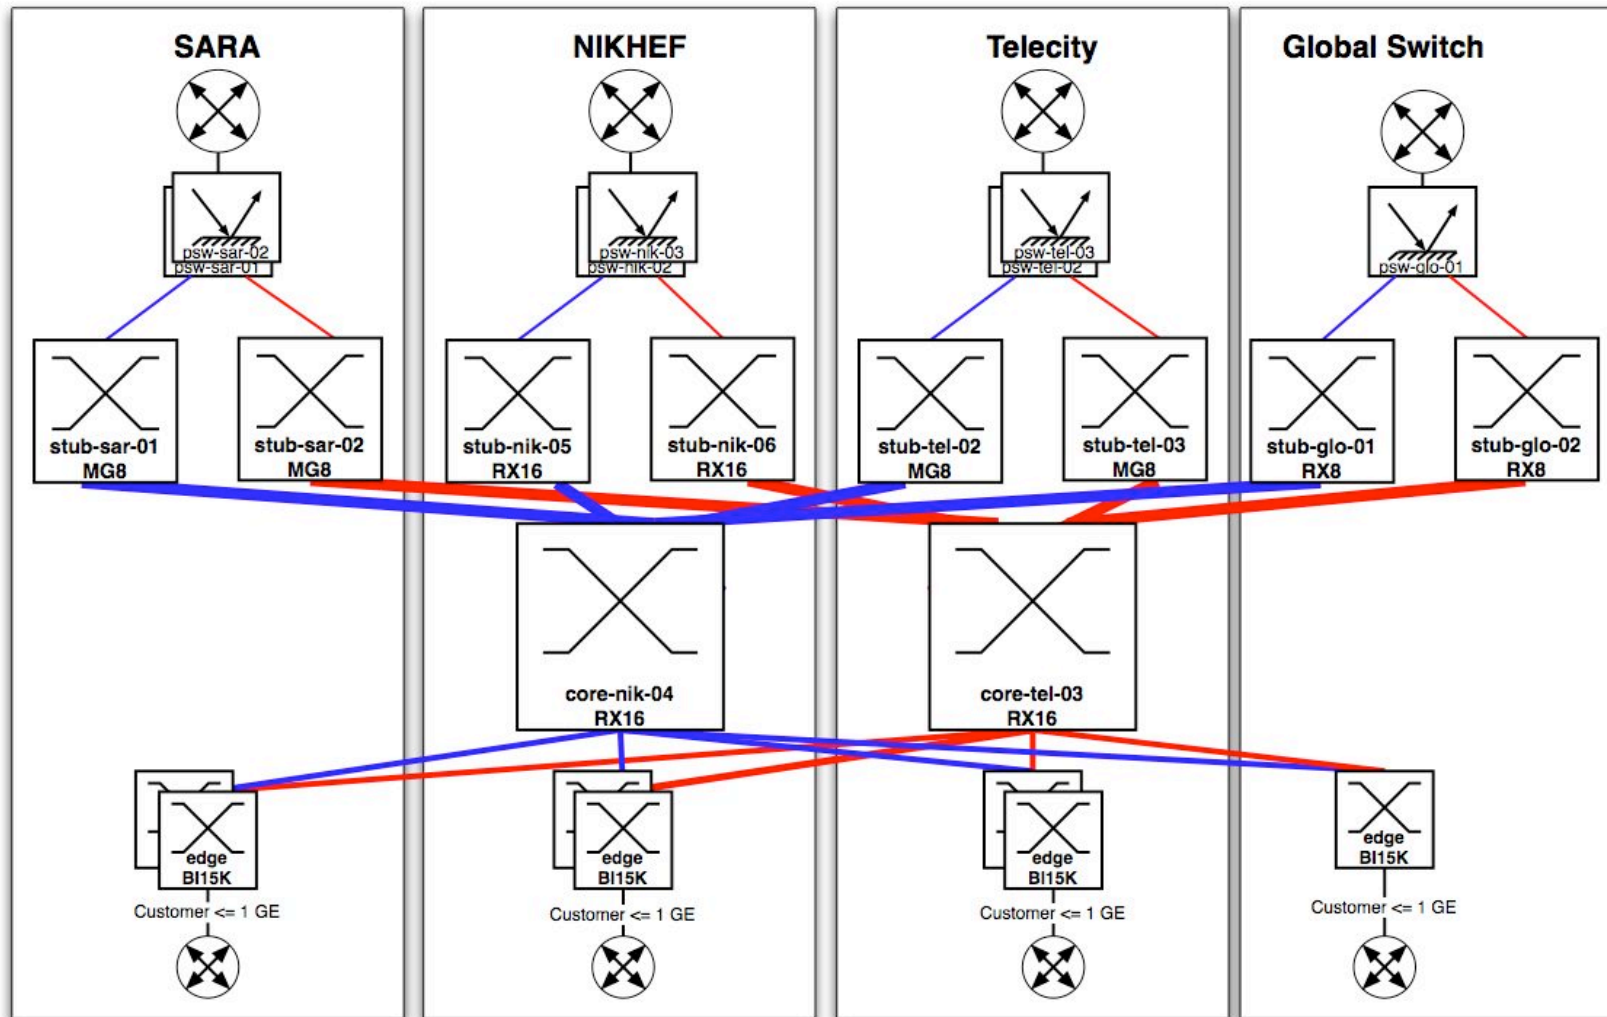 SARA
NIKHEF
Telecity
Global Switch
psw-sar-02
psw-sar-01
psw-nik-03
psw-nik-02
psw-tel-03
psw-tel-02
psw-glo-01
stub-sar-01
MG8
stub-sar-02
MG8
stub-nik-05
RX16
stub-nik-06
RX16
stub-tel-02
MG8
stub-tel-03
MG8
stub-glo-01
RX8
stub-glo-02
RX8
core-nik-04
RX16
core-tel-03
RX16
edge
BI15K
edge
BI15K
edge
BI15K
edge
BI15K
Customer <= 1 GE
Customer <= 1 GE
Customer <= 1 GE
Customer <= 1 GE